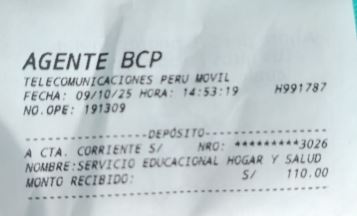 AGENTE BCP
TELECOMUNICACIONES PERU MOVIL
FECHA: 09/10/25 HORA: 14:53:19 H991787
NO.OPE: 191309
--------------------DEPÓSITO--------------------
A CTA. CORRIENTE S/ NRO: *********3026
NOMBRE:SERVICIO EDUCACIONAL HOGAR Y SALUD
MONTO RECIBIDO: S/ 110.00